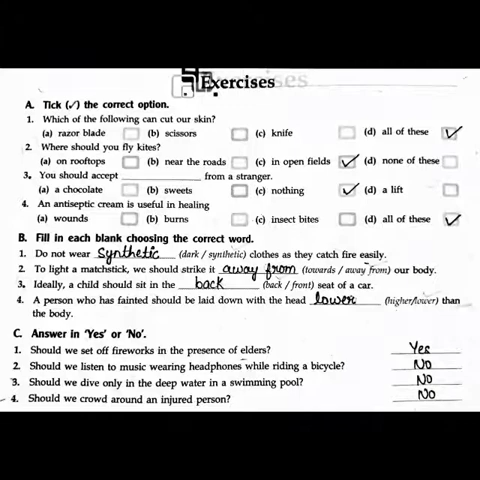 Exercises
A. Tick (✓) the correct option.
1. Which of the following can cut our skin?
(a) razor blade (b) scissors (c) knife (d) all of these ✓
2. Where should you fly kites?
(a) on rooftops (b) near the roads (c) in open fields ✓ (d) none of these
3. You should accept ____________ from a stranger.
(a) a chocolate (b) sweets (c) nothing ✓ (d) a lift
4. An antiseptic cream is useful in healing
(a) wounds (b) burns (c) insect bites (d) all of these ✓
B. Fill in each blank choosing the correct word.
1. Do not wear synthetic (dark / synthetic) clothes as they catch fire easily.
2. To light a matchstick, we should strike it away from (towards / away from) our body.
3. Ideally, a child should sit in the back (back / front) seat of a car.
4. A person who has fainted should be laid down with the head lower (higher/lower) than
the body.
C. Answer in 'Yes' or 'No'.
1. Should we set off fireworks in the presence of elders? Yes
2. Should we listen to music wearing headphones while riding a bicycle? No
3. Should we dive only in the deep water in a swimming pool? No
4. Should we crowd around an injured person? No